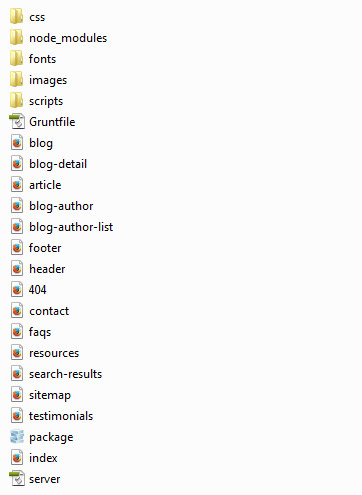 css
node_modules
fonts
images
scripts
Gruntfile
blog
blog-detail
article
blog-author
blog-author-list
footer
header
404
contact
faqs
resources
search-results
sitemap
testimonials
package
index
server